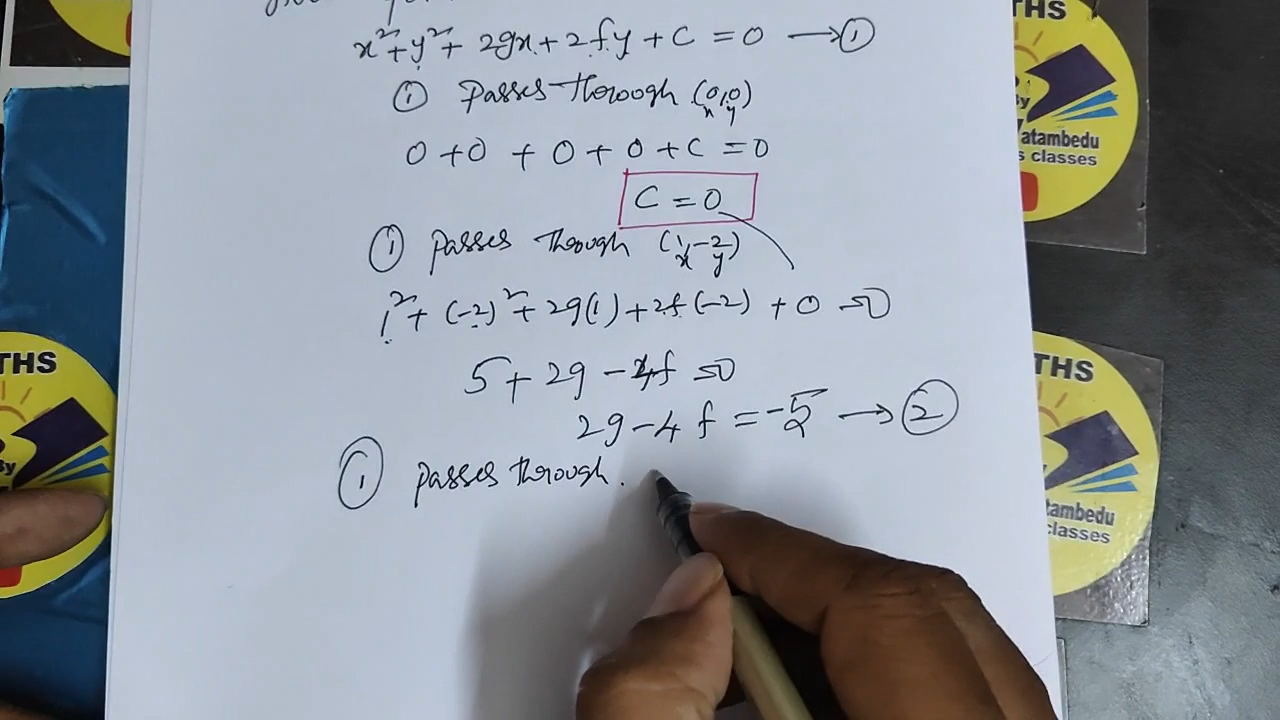 x²+y²+ 2gx+2fy+c=0 →①
① Passes through (0,0)
x y
0+0+0+0+c=0
c=0
① Passes through (1,-2)
x y
1²+(-2)²+2g(1)+2f(-2)+0=0
5+2g-4f=0
2g-4f=-5 →②
① passes through.
THS
By
atambedu
s classes
THS
By
THS
tambedu
classes